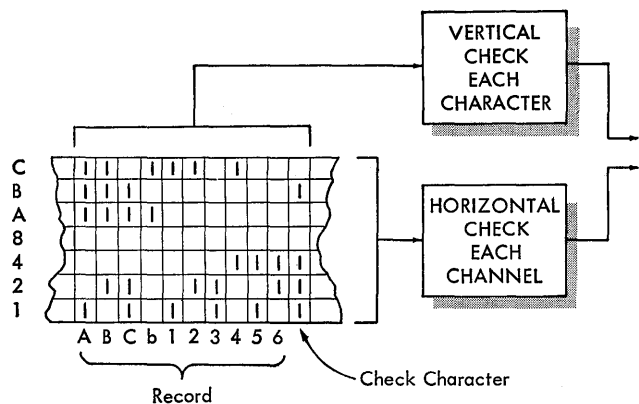 VERTICAL
CHECK
EACH
CHARACTER
C
B
A
8
4
2
1
HORIZONTAL
CHECK
EACH
CHANNEL
A B C b 1 2 3 4 5 6
Record
Check Character